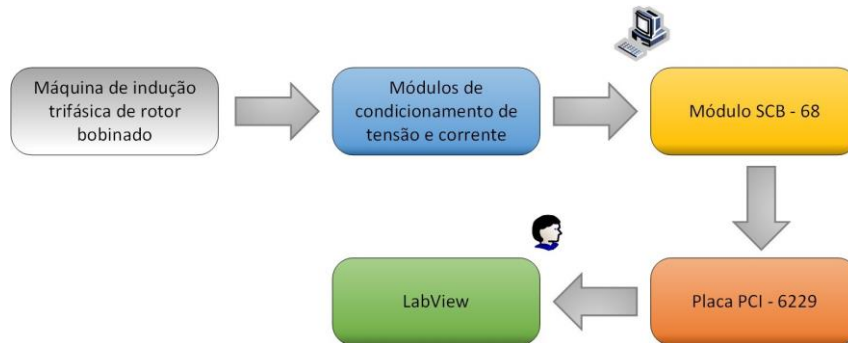 Máquina de indução
trifásica de rotor
bobinado
Módulos de
condicionamento de
tensão e corrente
Módulo SCB - 68
Placa PCI - 6229
LabView